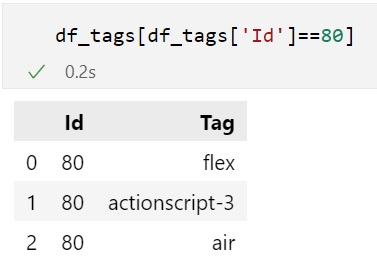 df_tags[df_tags['Id']==80]
0.2s
Id Tag
0 80 flex
1 80 actionscript-3
2 80 air